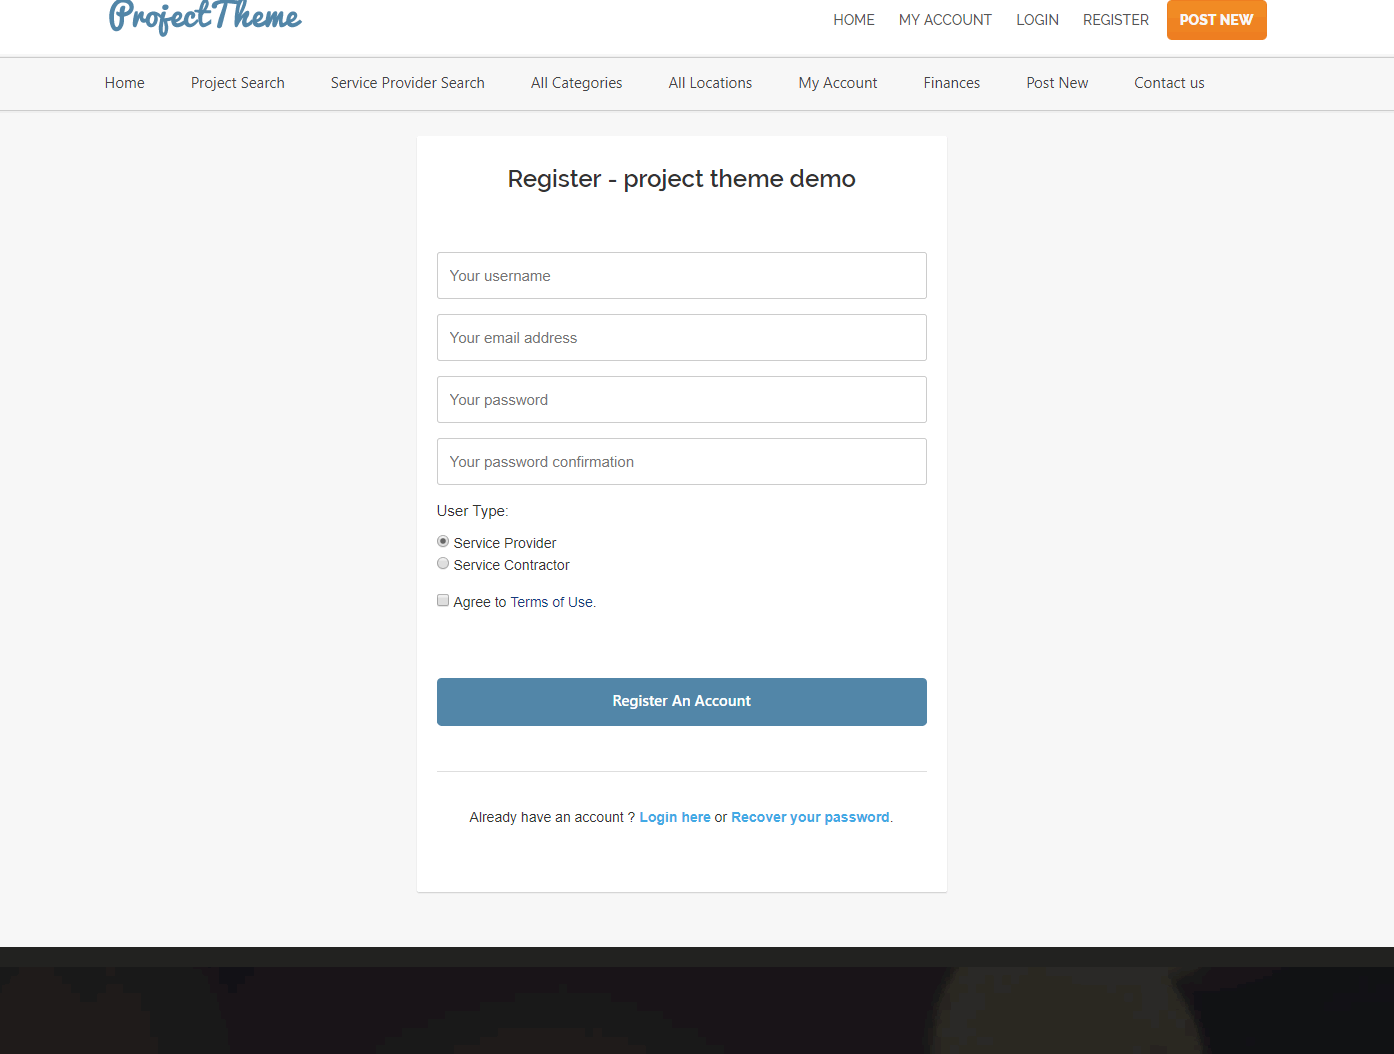 ProjectTheme
HOME MY ACCOUNT LOGIN REGISTER POST NEW
Home Project Search Service Provider Search All Categories All Locations My Account Finances Post New Contact us
Register - project theme demo
Your username
Your email address
Your password
Your password confirmation
User Type:
Service Provider
Service Contractor
Agree to Terms of Use.
Register An Account
Already have an account ? Login here or Recover your password.